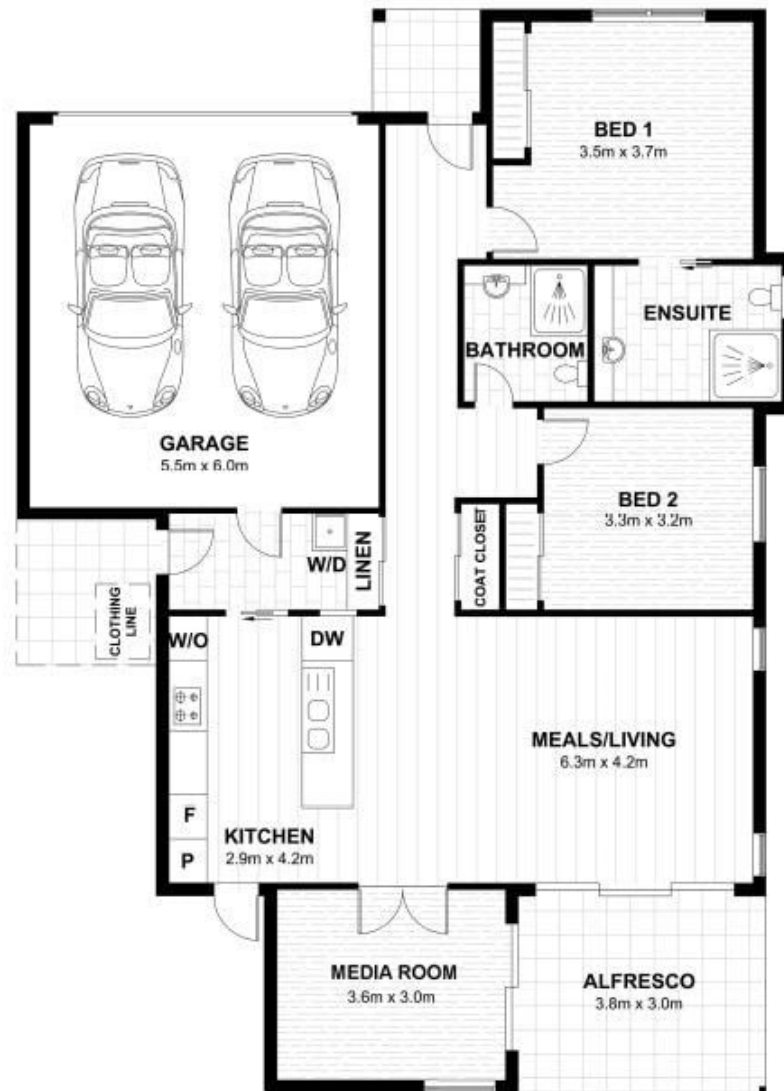 BED 1
3.5m x 3.7m
ENSUITE
BATHROOM
GARAGE
5.5m x 6.0m
BED 2
3.3m x 3.2m
COAT CLOSET
LINEN
W/D
CLOTHING
LINE
W/O
DW
MEALS/LIVING
6.3m x 4.2m
F
KITCHEN
2.9m x 4.2m
P
MEDIA ROOM
3.6m x 3.0m
ALFRESCO
3.8m x 3.0m